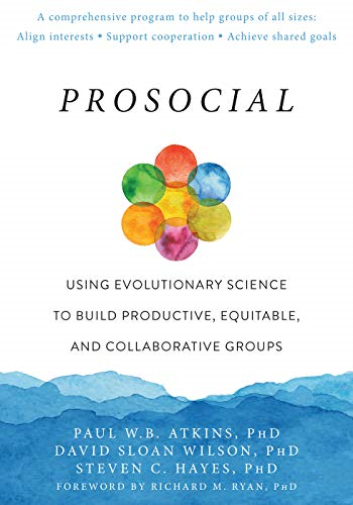 A comprehensive program to help groups of all sizes:
Align interests • Support cooperation • Achieve shared goals
PROSOCIAL
USING EVOLUTIONARY SCIENCE
TO BUILD PRODUCTIVE, EQUITABLE,
AND COLLABORATIVE GROUPS
PAUL W.B. ATKINS, PHD
DAVID SLOAN WILSON, PHD
STEVEN C. HAYES, PHD
FOREWORD BY RICHARD M. RYAN, PHD